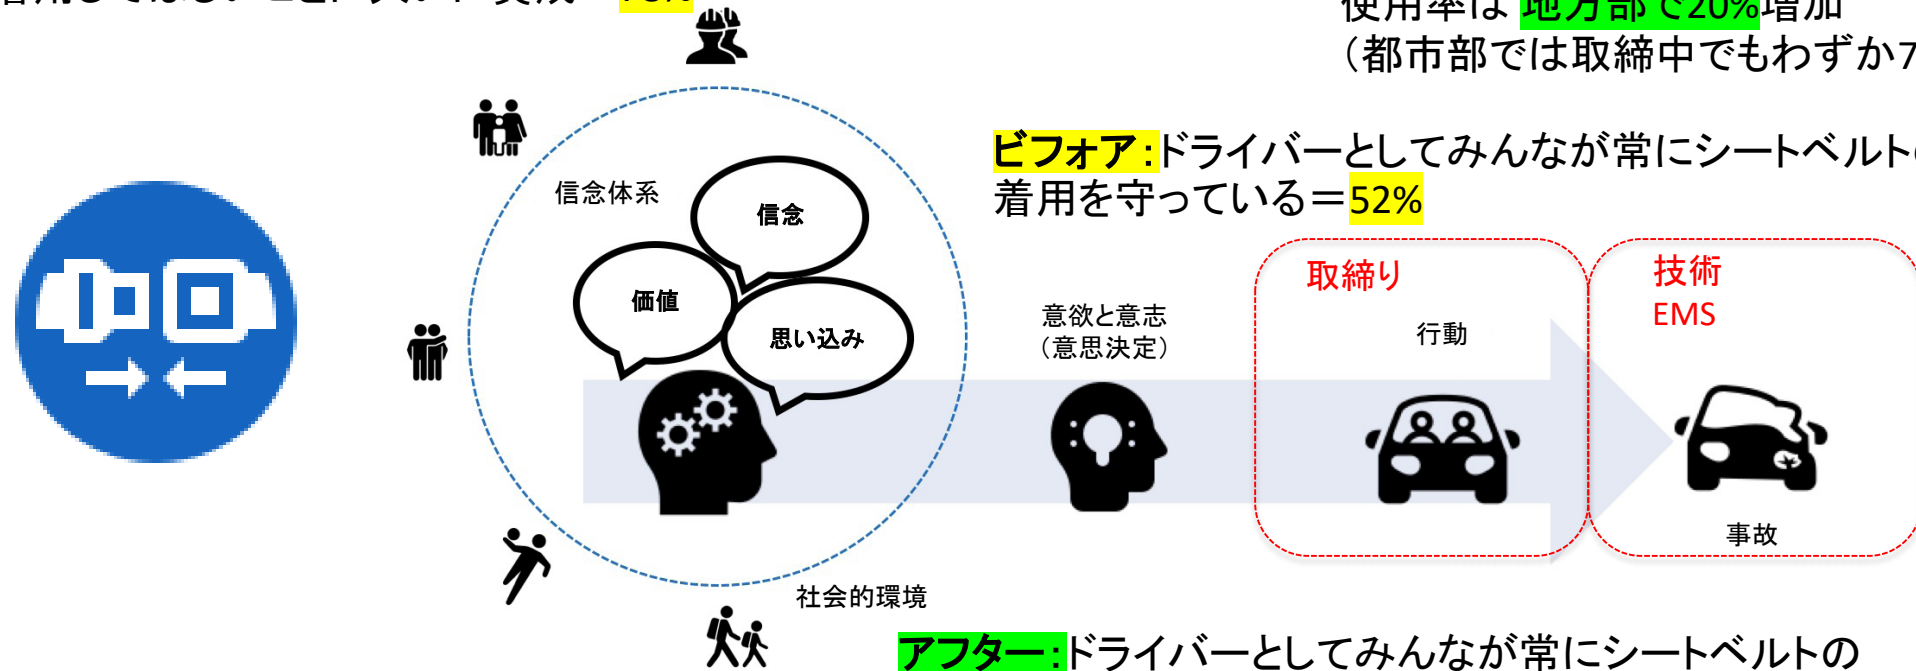 使用率は 地方部で20%増加
（都市部では取締中でもわずか7
ビフォア：ドライバーとしてみんなが常にシートベルトの
着用を守っている＝52%
信念体系
信念
価値
思い込み
意欲と意志
（意思決定）
取締り
行動
技術
EMS
事故
社会的環境
アフター：ドライバーとしてみんなが常にシートベルトの